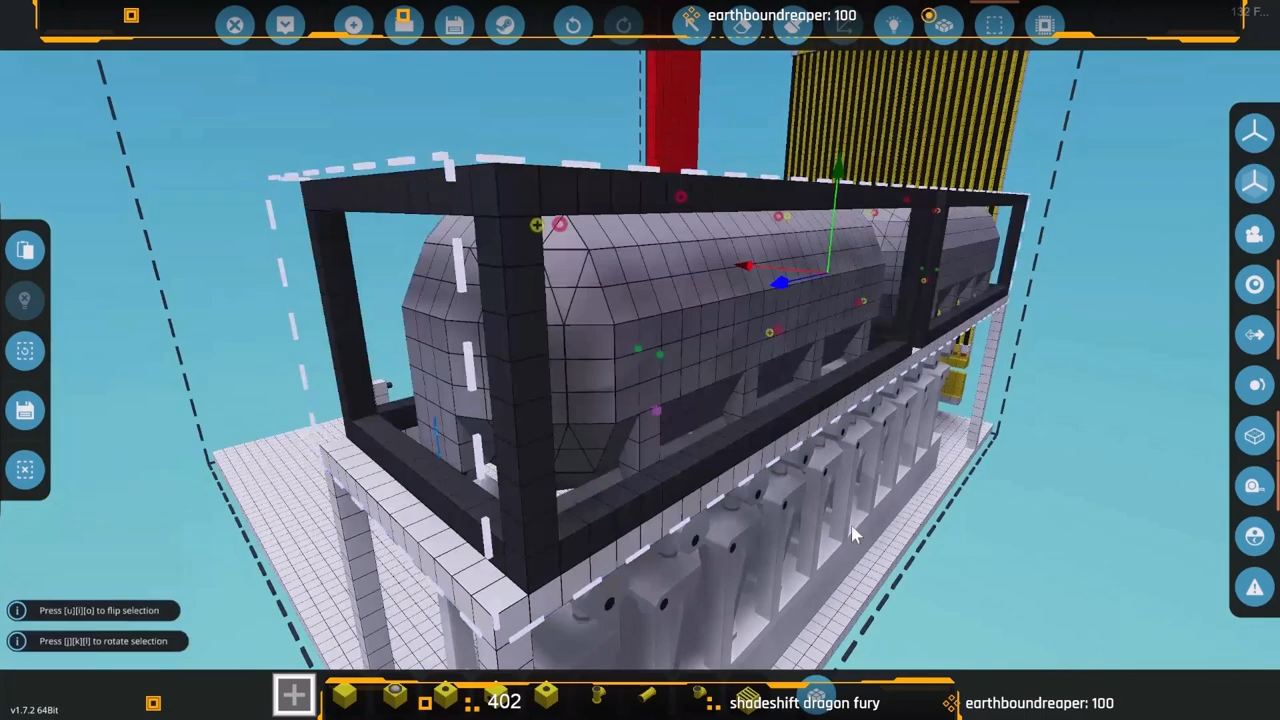 earthboundreaper: 100
132 F...
Press [u][i][o] to flip selection
Press [j][k][l] to rotate selection
v1.7.2 64Bit
402
shadeshift dragon fury
earthboundreaper: 100